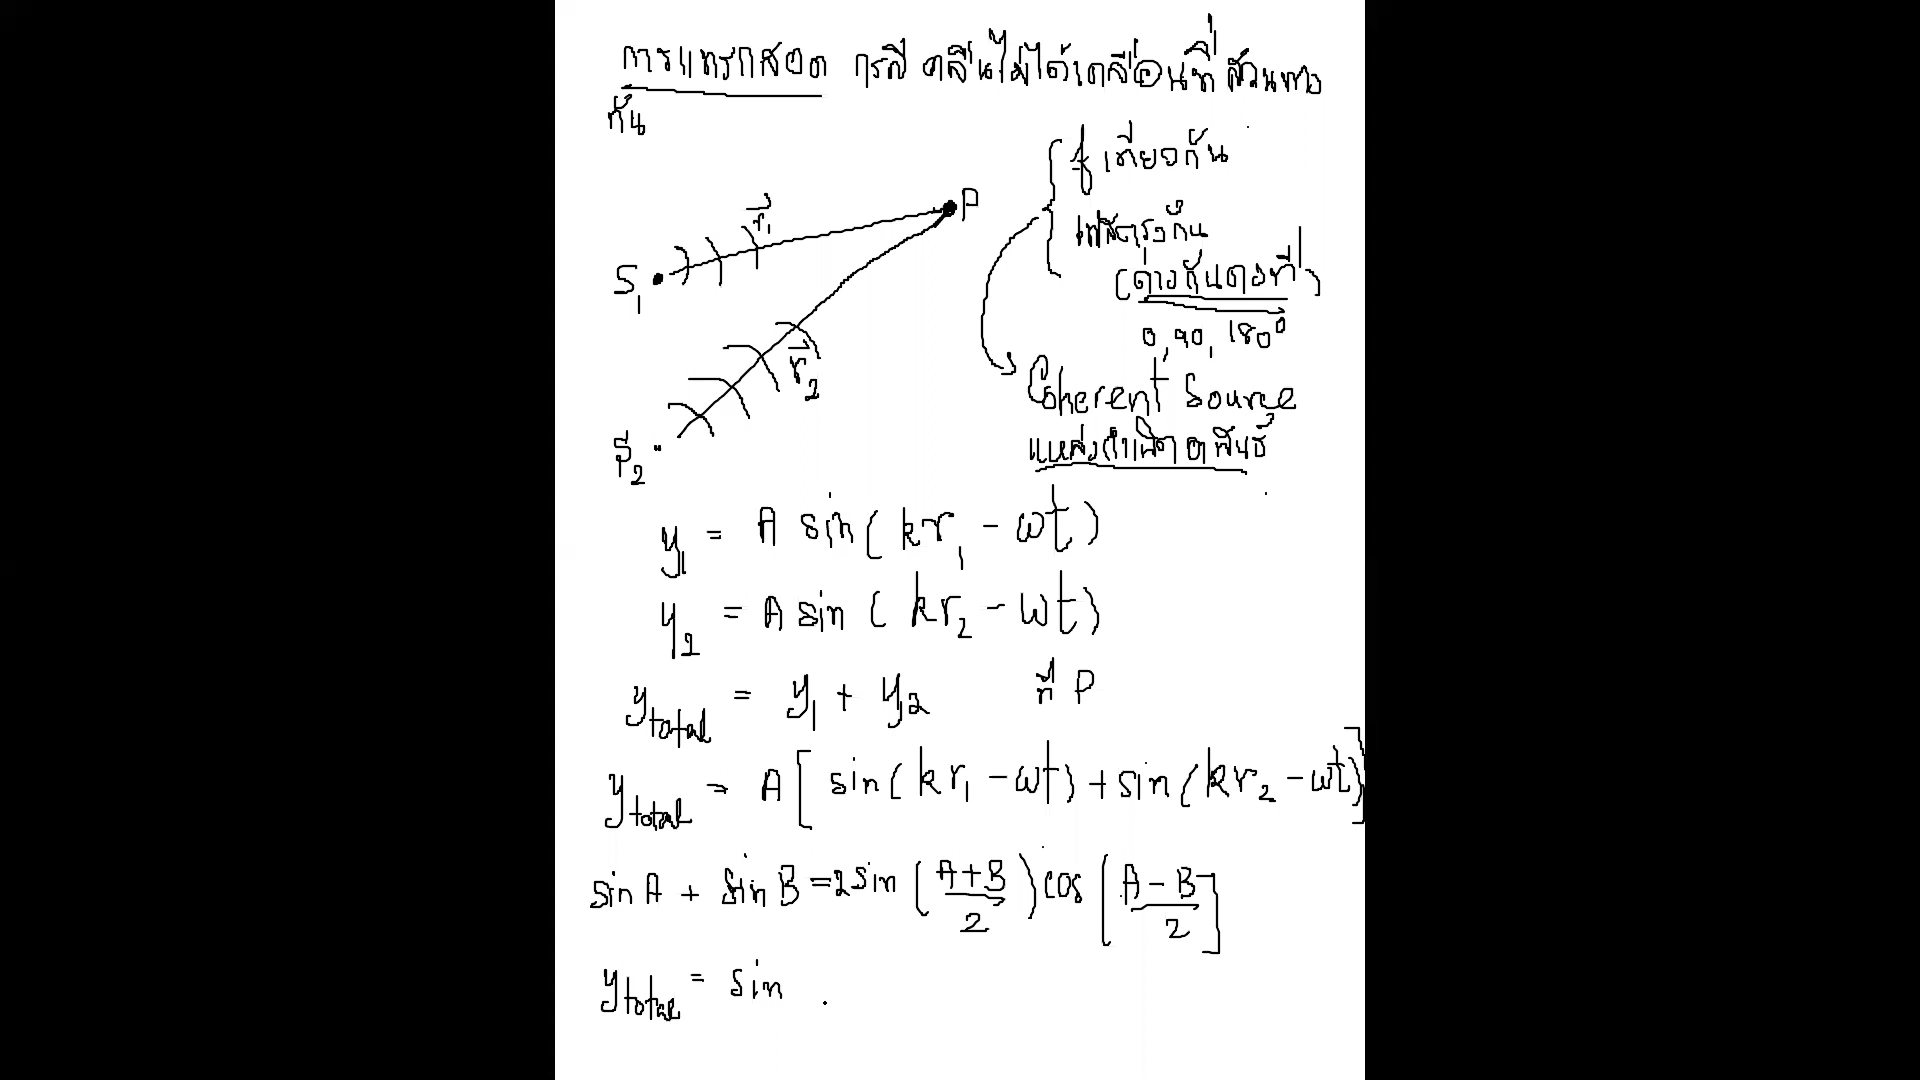 การแทรกสอด กรณี คลื่นไม่ได้เคลื่อนที่ สวนทาง
กัน
f เดียวกัน
เฟสตรงกัน
(ต่างกันคงที่)
0, 90, 180°
P
r₁
S₁
r₂
S₂
Coherent Source
แหล่งกำเนิดอาพันธ์
y₁ = A sin(kr₁ - ωt)
y₂ = A sin(kr₂ - ωt)
y_total = y₁ + y₂ ที่ P
y_total = A[sin(kr₁ - ωt) + sin(kr₂ - ωt)]
sin A + sin B = 2 sin((A+B)/2) cos[(A-B)/2]
y_total = sin